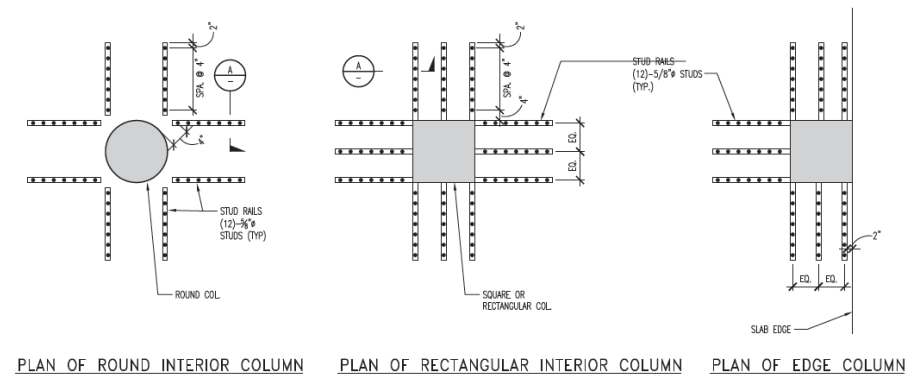 2"
SPA. @ 4"
A
-
4"
STUD RAILS
(12)-⅝"ø
STUDS (TYP)
ROUND COL.
PLAN OF ROUND INTERIOR COLUMN
A
-
2"
SPA. @ 4"
4"
STUD RAILS
(12)-5/8"ø STUDS
(TYP.)
EQ.
EQ.
SQUARE OR
RECTANGULAR COL.
PLAN OF RECTANGULAR INTERIOR COLUMN
2"
EQ.
EQ.
SLAB EDGE
PLAN OF EDGE COLUMN